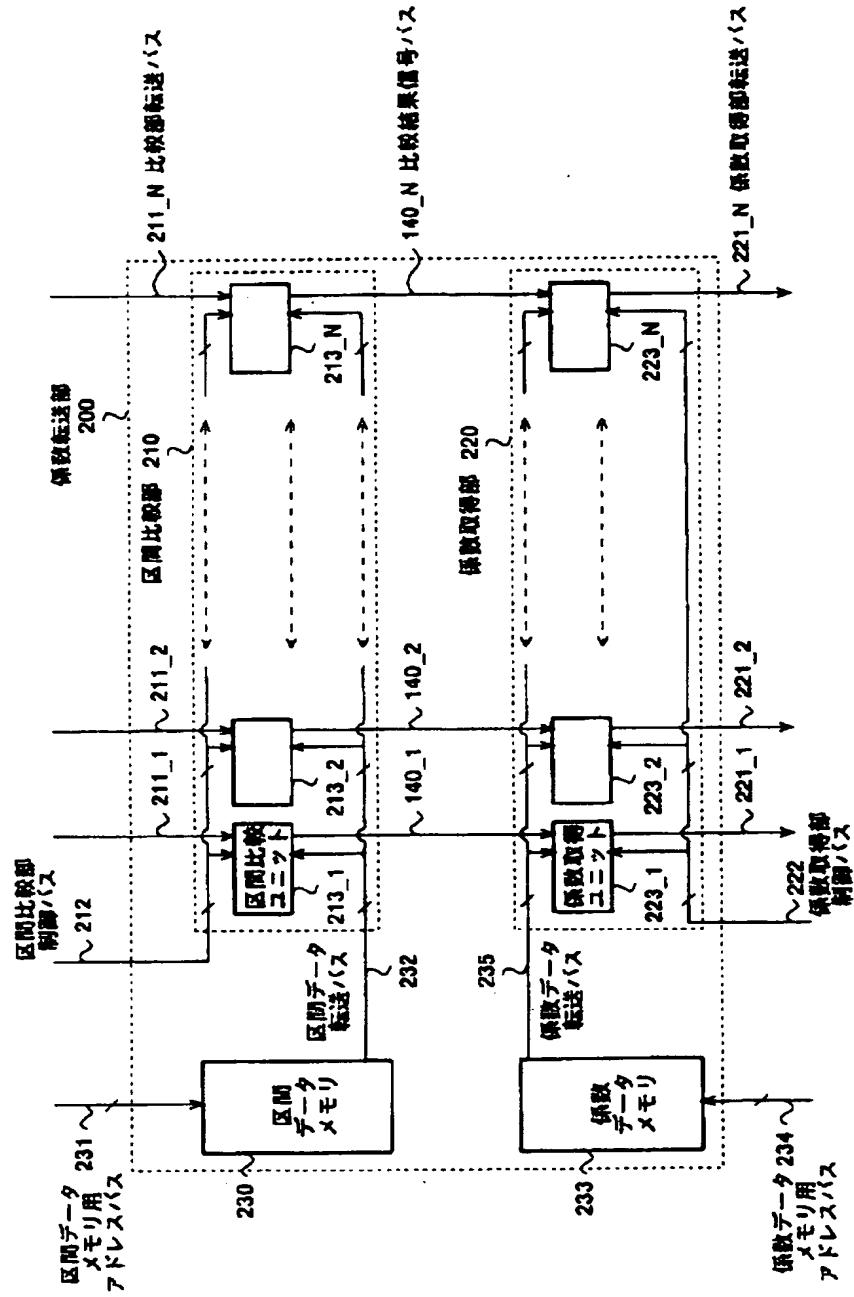 係数転送部
200
211_N 比較部転送バス
140_N 比較結果信号バス
221_N 係数取得部転送バス
区間比較部 210
係数取得部 220
213_N
223_N
211_2
211_1
140_2
140_1
221_2
221_1
213_2
223_2
区間比較
ユニット
213_1
係数取得
ユニット
223_1
区間比較部
制御バス
212
222
係数取得部
制御バス
区間データ
転送バス
232
235
係数データ
転送バス
区間
データ
メモリ
230
係数
データ
メモリ
233
231
区間データ
メモリ用
アドレスバス
係数データ 234
メモリ用
アドレスバス